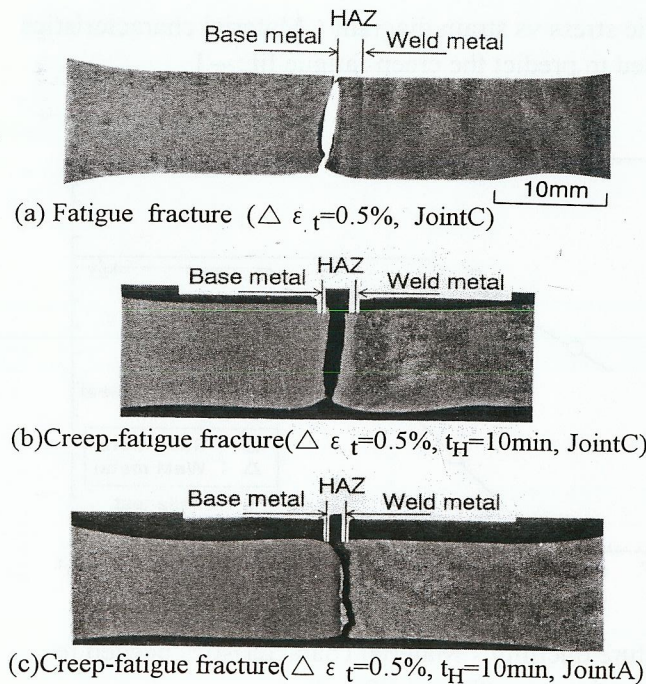 HAZ
Base metal Weld metal
10mm
(a) Fatigue fracture (△ ε t=0.5%, JointC)
HAZ
Base metal Weld metal
(b)Creep-fatigue fracture(△ ε t=0.5%, tH=10min, JointC)
HAZ
Base metal Weld metal
(c)Creep-fatigue fracture(△ ε t=0.5%, tH=10min, JointA)